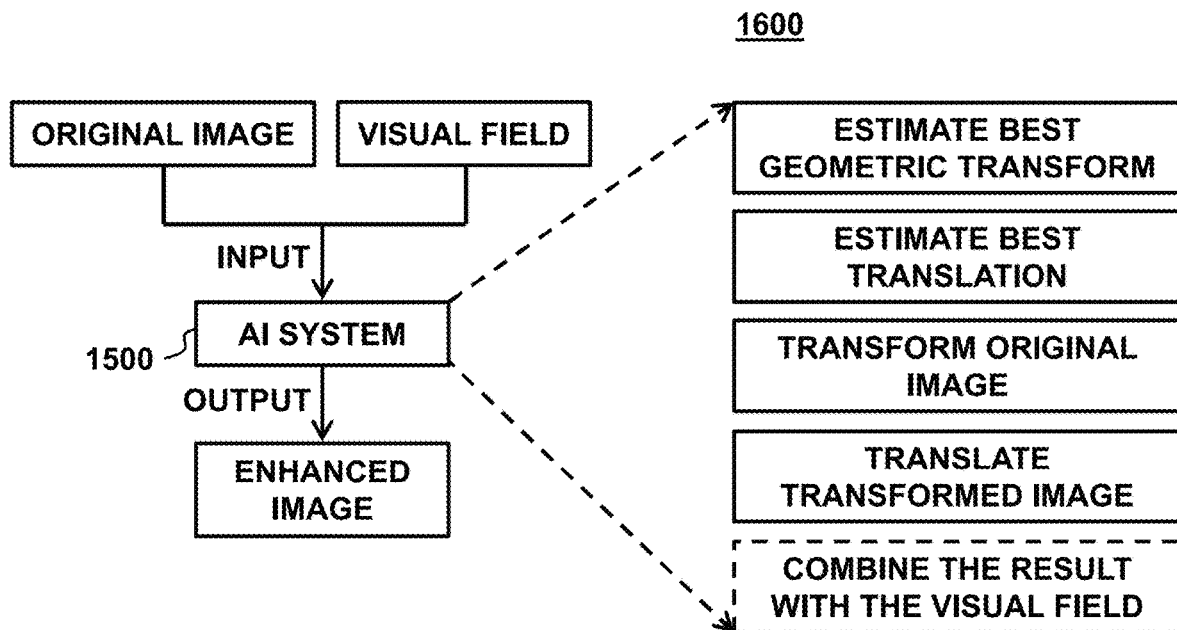 1600
ORIGINAL IMAGE
VISUAL FIELD
INPUT
AI SYSTEM
1500
OUTPUT
ENHANCED
IMAGE
ESTIMATE BEST
GEOMETRIC TRANSFORM
ESTIMATE BEST
TRANSLATION
TRANSFORM ORIGINAL
IMAGE
TRANSLATE
TRANSFORMED IMAGE
COMBINE THE RESULT
WITH THE VISUAL FIELD